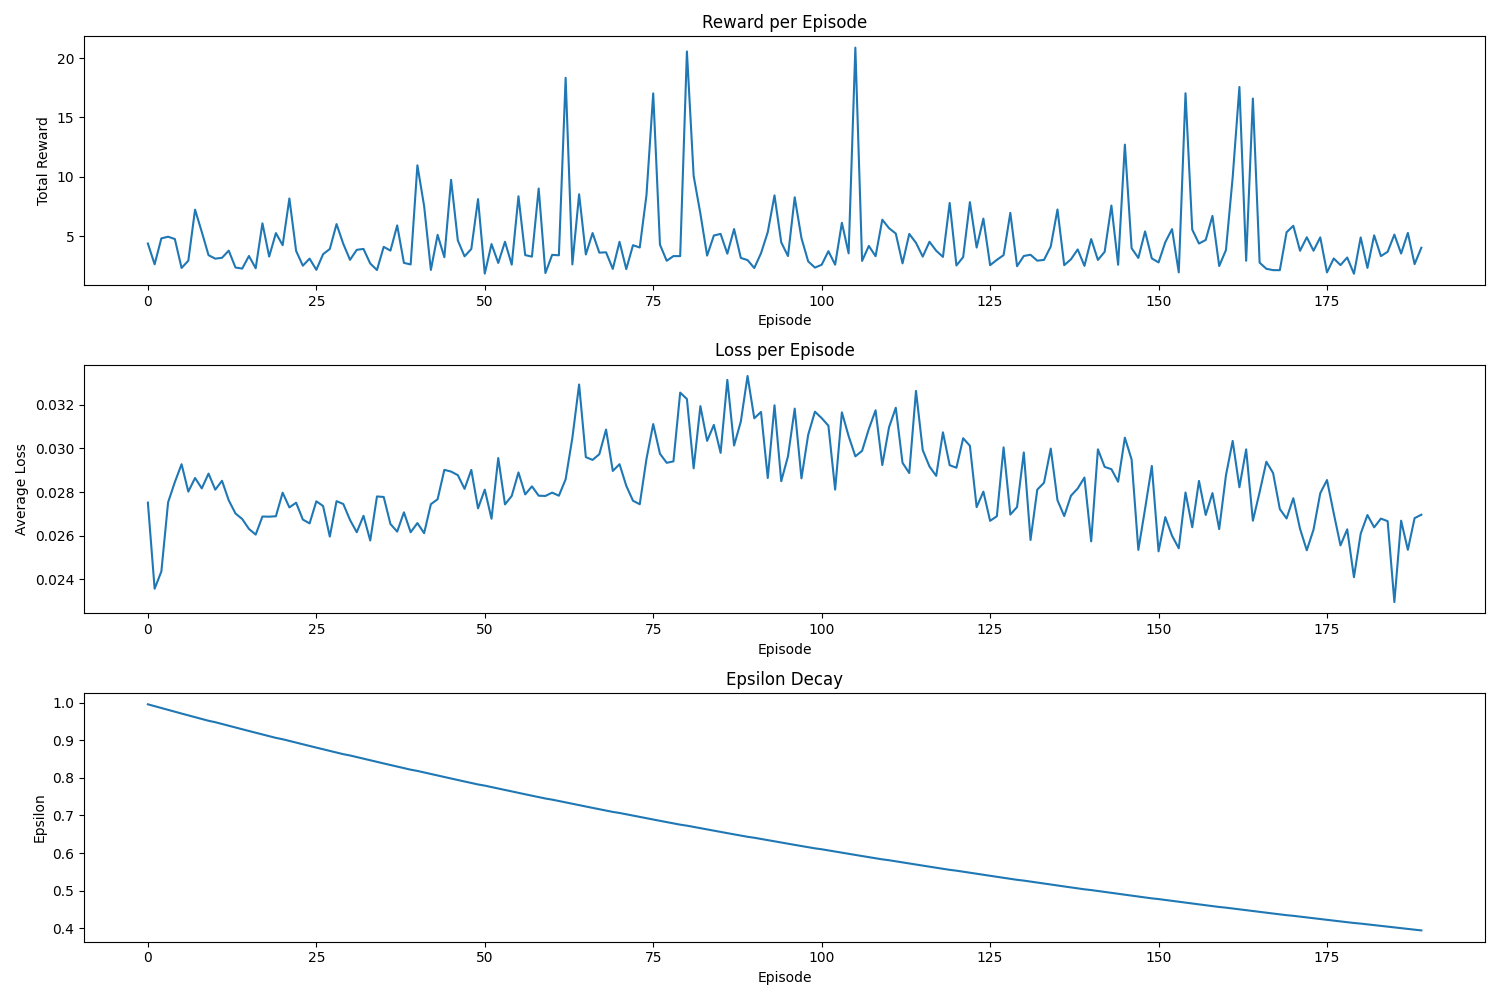 Reward per Episode
Total Reward
20
15
10
5
0 25 50 75 100 125 150 175
Episode
Loss per Episode
Average Loss
0.032
0.030
0.028
0.026
0.024
0 25 50 75 100 125 150 175
Episode
Epsilon Decay
Epsilon
1.0
0.9
0.8
0.7
0.6
0.5
0.4
0 25 50 75 100 125 150 175
Episode